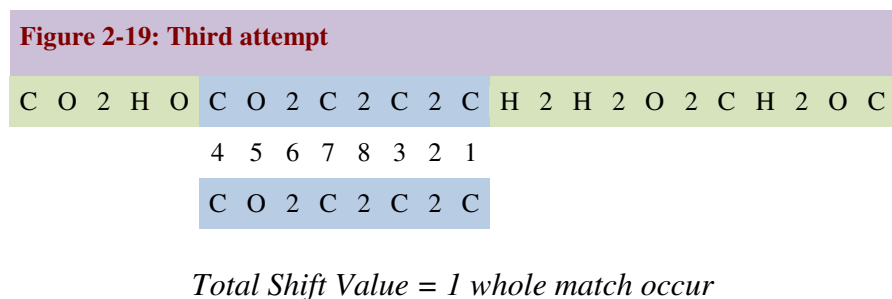 Figure 2-19: Third attempt
C O 2 H O C O 2 C 2 C 2 C H 2 H 2 O 2 C H 2 O C
4 5 6 7 8 3 2 1
C O 2 C 2 C 2 C
Total Shift Value = 1 whole match occur